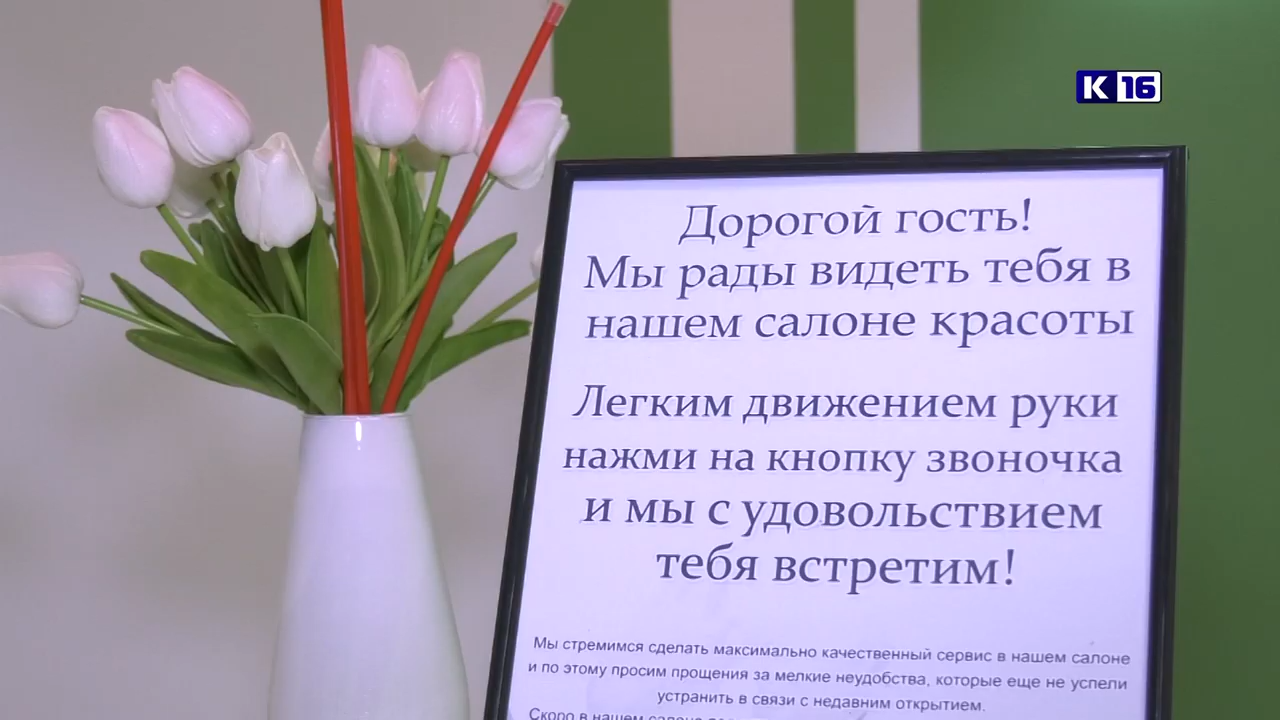 К 16
Дорогой гость!
Мы рады видеть тебя в
нашем салоне красоты
Легким движением руки
нажми на кнопку звоночка
и мы с удовольствием
тебя встретим!
Мы стремимся сделать максимально качественный сервис в нашем салоне
и по этому просим прощения за мелкие неудобства, которые еще не успели
устранить в связи с недавним открытием.
Скоро в нашем салоне